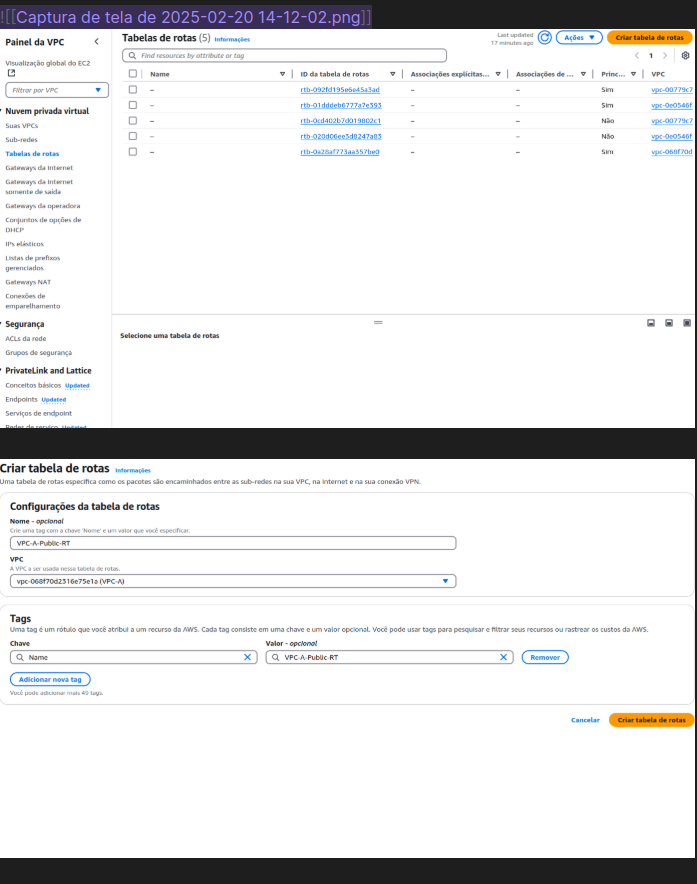 ![[Captura de tela de 2025-02-20 14-12-02.png]]
Painel da VPC
Visualização global do EC2
Filtrar por VPC
Nuvem privada virtual
Suas VPCs
Sub-redes
Tabelas de rotas
Gateways da Internet
Gateways da Internet
somente de saída
Gateways da operadora
Conjuntos de opções de
DHCP
IPs elásticos
Listas de prefixos
gerenciados
Gateways NAT
Conexões de
emparelhamento
Segurança
ACLs da rede
Grupos de segurança
PrivateLink and Lattice
Conceitos básicos Updated
Endpoints Updated
Serviços de endpoint
Redes de serviço Updated
Tabelas de rotas (5) Informações
Last updated
17 minutes ago
Ações
Criar tabela de rotas
Find resources by attribute or tag
1
Name ID da tabela de rotas Associações explícitas... Associações de ... Princ... VPC
– rtb-092fd195e6e45a3ad – – Sim vpc-00779c7
– rtb-01dddeb6777a7e393 – – Sim vpc-0e0546f
– rtb-0cd402b7d019802c1 – – Não vpc-00779c7
– rtb-020d06ee3d8247a83 – – Não vpc-0e0546f
– rtb-0a28af773aa357be0 – – Sim vpc-068f70d
Selecione uma tabela de rotas
Criar tabela de rotas Informações
Uma tabela de rotas especifica como os pacotes são encaminhados entre as sub-redes na sua VPC, na Internet e na sua conexão VPN.
Configurações da tabela de rotas
Nome - opcional
Crie uma tag com a chave 'Nome' e um valor que você especificar.
VPC-A-Public-RT
VPC
A VPC a ser usada nessa tabela de rotas.
vpc-068f70d2316e75e1a (VPC-A)
Tags
Uma tag é um rótulo que você atribui a um recurso da AWS. Cada tag consiste em uma chave e um valor opcional. Você pode usar tags para pesquisar e filtrar seus recursos ou rastrear os custos da AWS.
Chave Valor - opcional
Name VPC-A-Public-RT Remover
Adicionar nova tag
Você pode adicionar mais 49 tags.
Cancelar Criar tabela de rotas